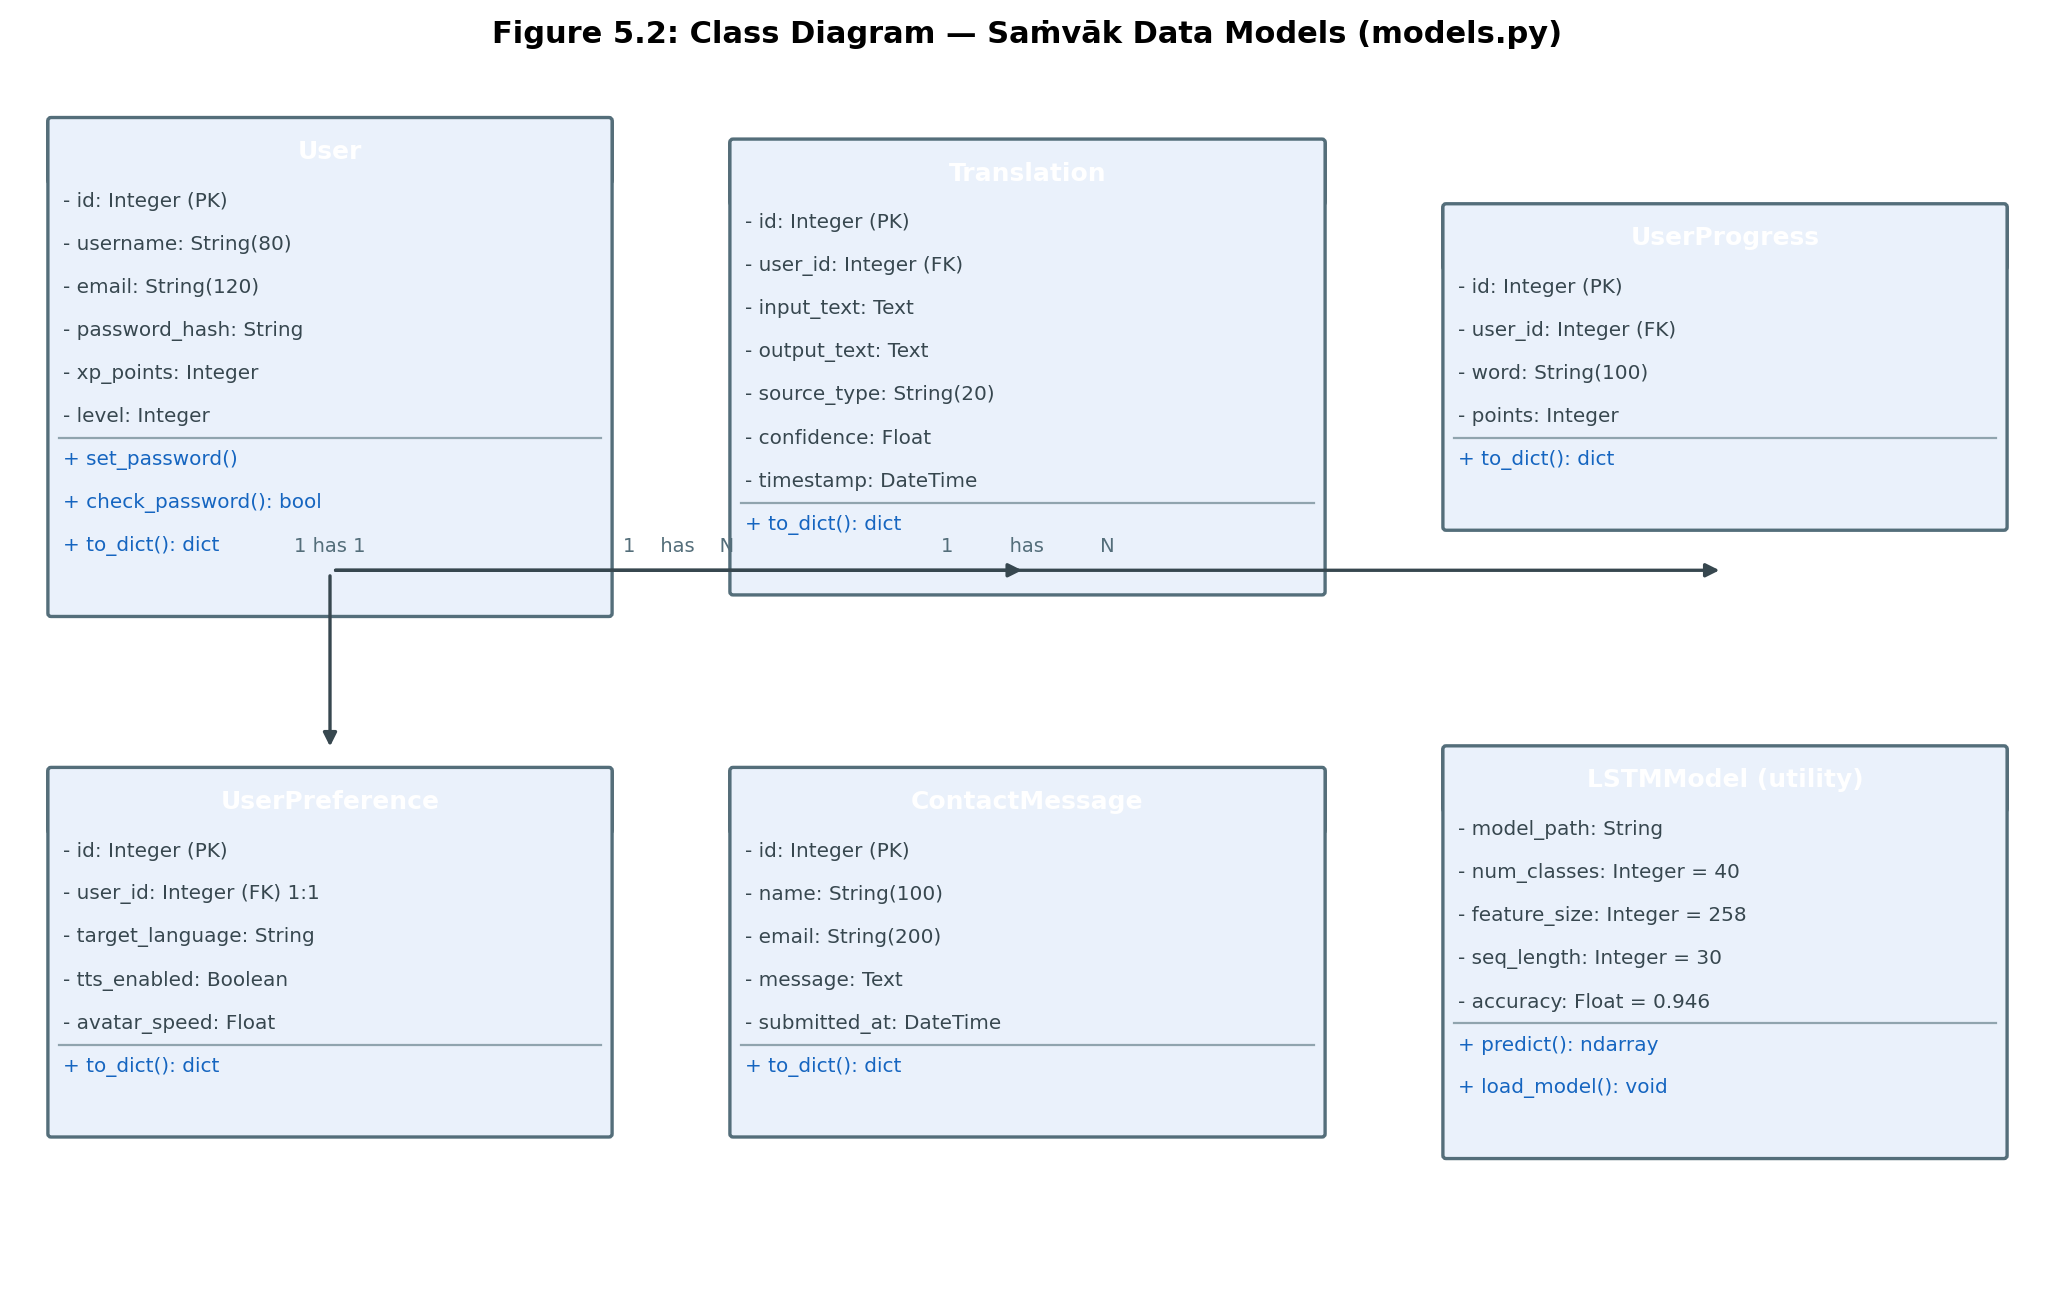 Figure 5.2: Class Diagram — Saṁvāk Data Models (models.py)
User
- id: Integer (PK)
- username: String(80)
- email: String(120)
- password_hash: String
- xp_points: Integer
- level: Integer
+ set_password()
+ check_password(): bool
+ to_dict(): dict
1 has 1
1 has N
Translation
- id: Integer (PK)
- user_id: Integer (FK)
- input_text: Text
- output_text: Text
- source_type: String(20)
- confidence: Float
- timestamp: DateTime
+ to_dict(): dict
1 has N
UserProgress
- id: Integer (PK)
- user_id: Integer (FK)
- word: String(100)
- points: Integer
+ to_dict(): dict
UserPreference
- id: Integer (PK)
- user_id: Integer (FK) 1:1
- target_language: String
- tts_enabled: Boolean
- avatar_speed: Float
+ to_dict(): dict
ContactMessage
- id: Integer (PK)
- name: String(100)
- email: String(200)
- message: Text
- submitted_at: DateTime
+ to_dict(): dict
LSTMModel (utility)
- model_path: String
- num_classes: Integer = 40
- feature_size: Integer = 258
- seq_length: Integer = 30
- accuracy: Float = 0.946
+ predict(): ndarray
+ load_model(): void